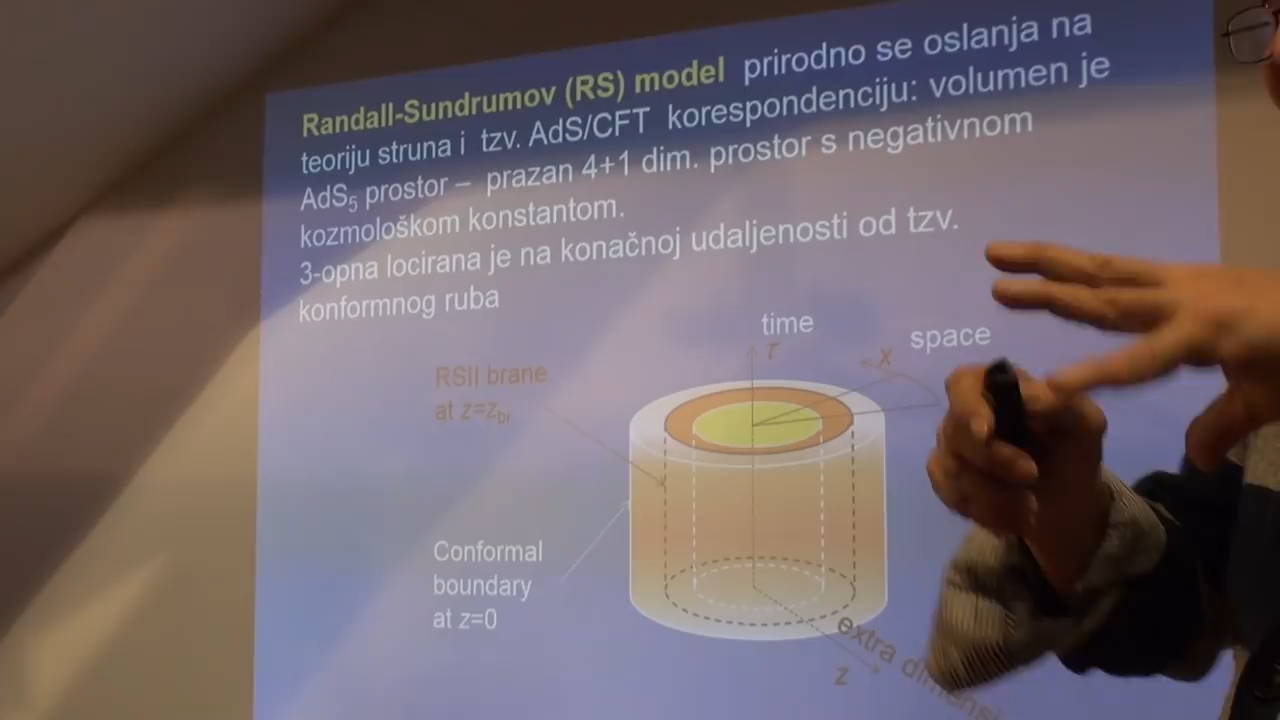 Randall-Sundrumov (RS) model prirodno se oslanja na
teoriju struna i tzv. AdS/CFT korespondenciju: volumen je
AdS₅ prostor – prazan 4+1 dim. prostor s negativnom
kozmološkom konstantom.
3-opna locirana je na konačnoj udaljenosti od tzv.
konformnog ruba
time
τ
space
x
RSII brane
at z=z_br
Conformal
boundary
at z=0
extra dimensi
z